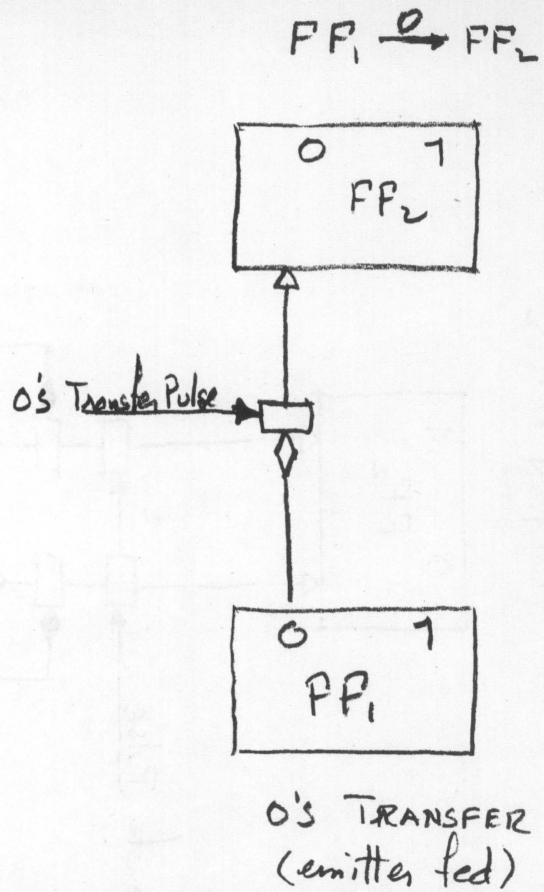 FF₁ —0→ FF₂
0 1
FF₂
0's Transfer Pulse
0 1
FF₁
0's TRANSFER
(emitter fed)